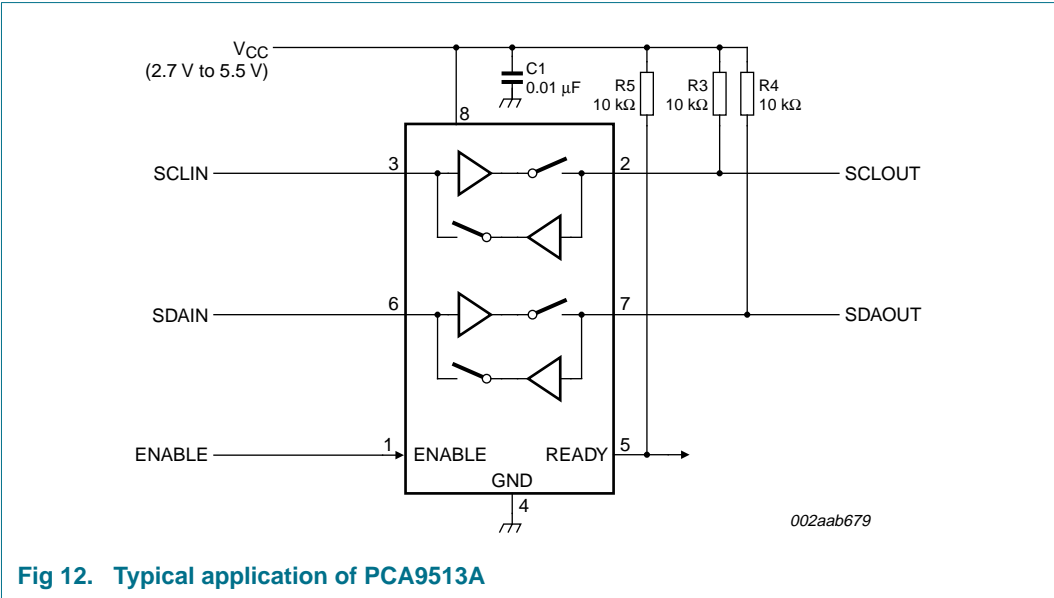 VCC
(2.7 V to 5.5 V)
C1
0.01 μF
R5
10 kΩ
R3
10 kΩ
R4
10 kΩ
8
SCLIN
3
2
SCLOUT
SDAIN
6
7
SDAOUT
ENABLE
1
ENABLE
READY
5
GND
4
002aab679
Fig 12. Typical application of PCA9513A